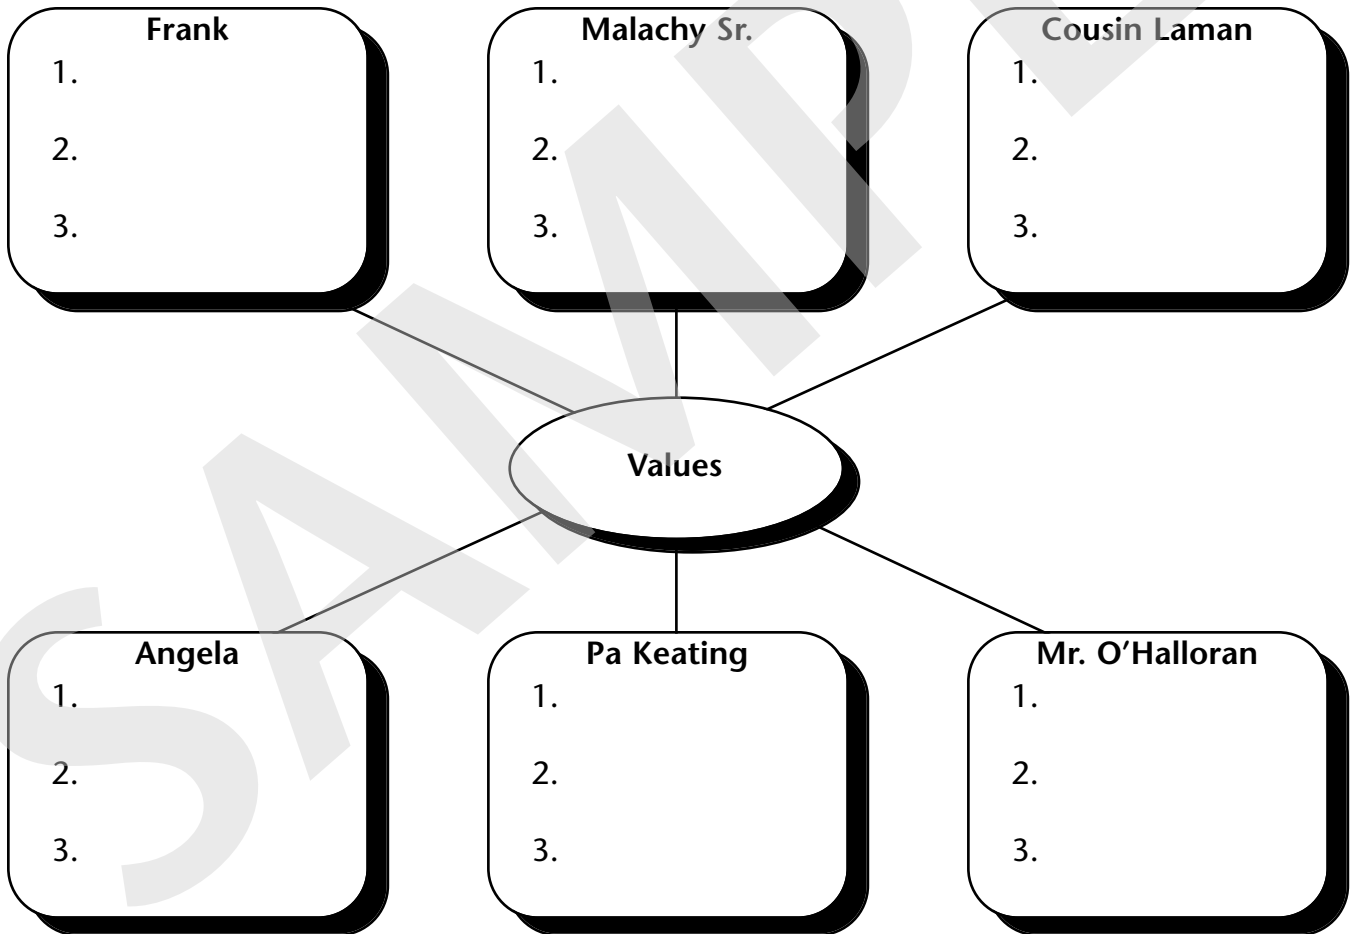 Frank
1.
2.
3.
Malachy Sr.
1.
2.
3.
Cousin Laman
1.
2.
3.
Values
Angela
1.
2.
3.
Pa Keating
1.
2.
3.
Mr. O’Halloran
1.
2.
3.
SAMPLE